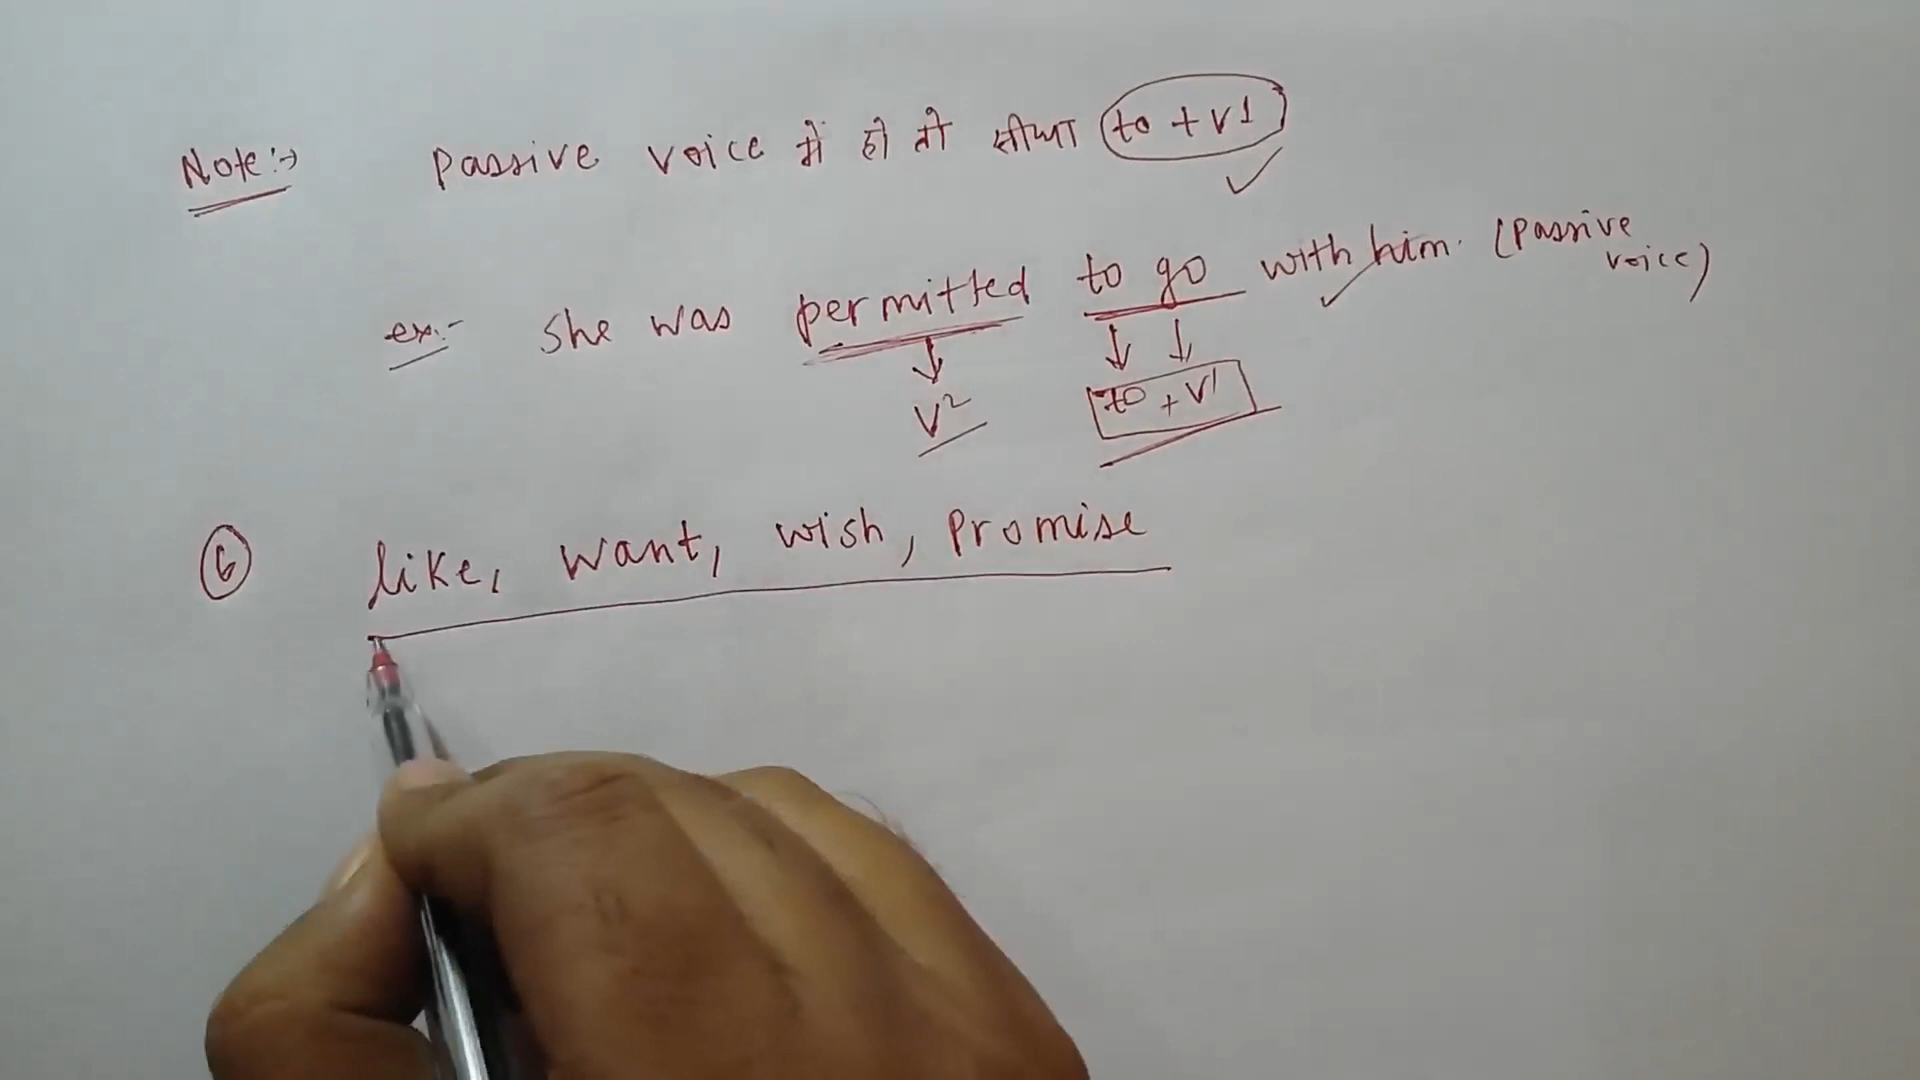 Note:→ Passive voice में हो तो सीधा to + v1
ex:- She was permitted to go with him. (Passive voice)
↓ ↓ ↓
V² to + V'
⑥ like, want, wish, Promise